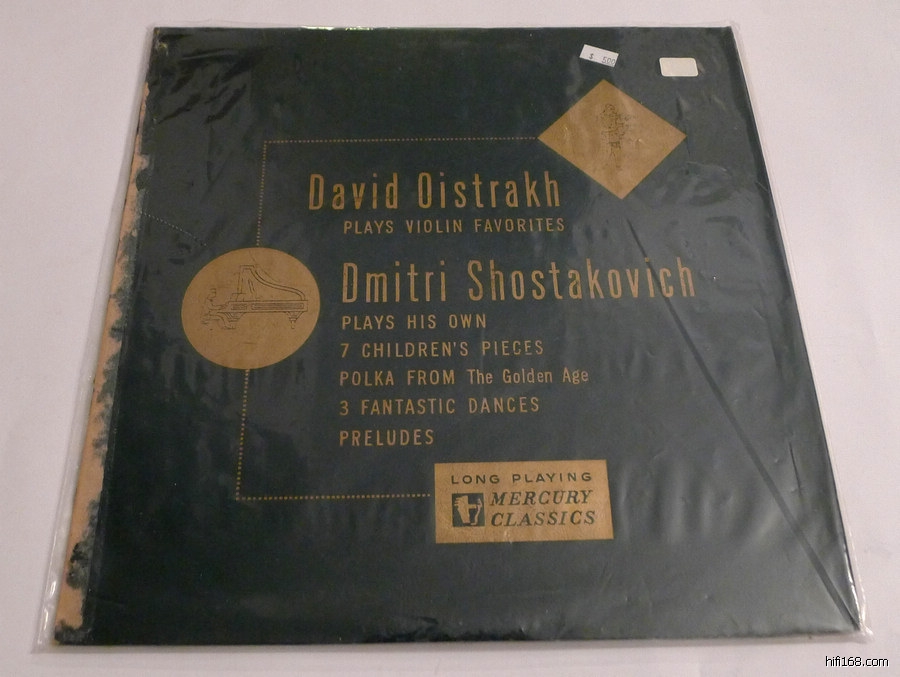 $ 500
David Oistrakh
PLAYS VIOLIN FAVORITES
Dmitri Shostakovich
PLAYS HIS OWN
7 CHILDREN'S PIECES
POLKA FROM The Golden Age
3 FANTASTIC DANCES
PRELUDES
LONG PLAYING
MERCURY
CLASSICS
hifi168.com